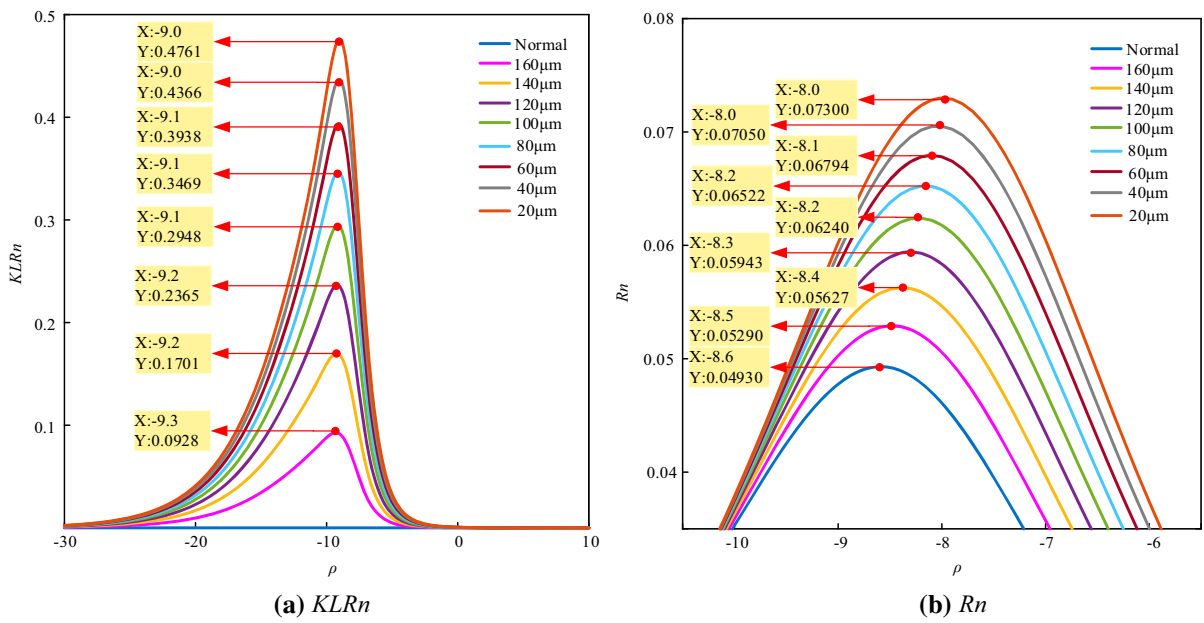 0.5
0.4
0.3
0.2
0.1
KLRn
X:-9.0
Y:0.4761
X:-9.0
Y:0.4366
X:-9.1
Y:0.3938
X:-9.1
Y:0.3469
X:-9.1
Y:0.2948
X:-9.2
Y:0.2365
X:-9.2
Y:0.1701
X:-9.3
Y:0.0928
Normal
160μm
140μm
120μm
100μm
80μm
60μm
40μm
20μm
-30
-20
-10
0
10
ρ
(a) KLRn
0.08
0.07
0.06
0.05
0.04
Rn
X:-8.0
Y:0.07300
X:-8.0
Y:0.07050
X:-8.1
Y:0.06794
X:-8.2
Y:0.06522
X:-8.2
Y:0.06240
X:-8.3
Y:0.05943
X:-8.4
Y:0.05627
X:-8.5
Y:0.05290
X:-8.6
Y:0.04930
Normal
160μm
140μm
120μm
100μm
80μm
60μm
40μm
20μm
-10
-9
-8
-7
-6
ρ
(b) Rn